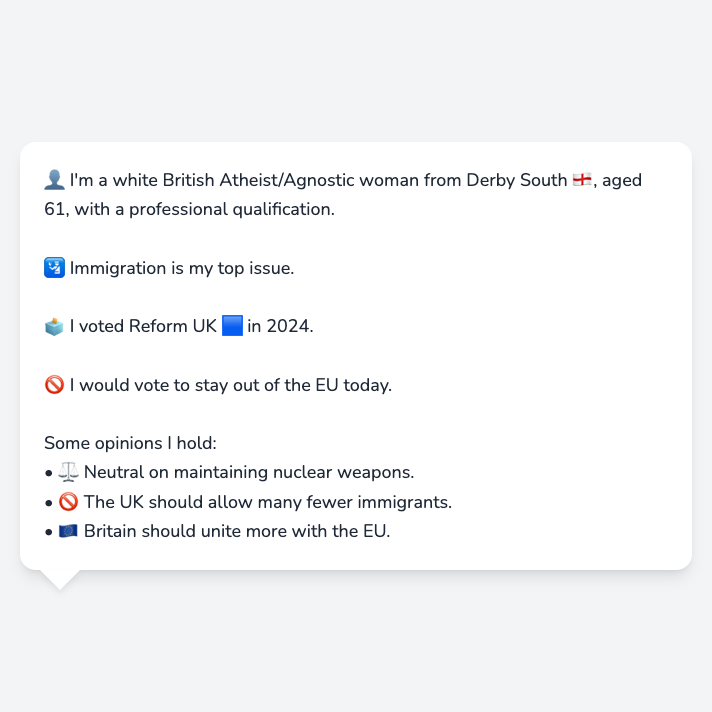 👤 I'm a white British Atheist/Agnostic woman from Derby South 🏴󠁧󠁢󠁥󠁮󠁧󠁿, aged
61, with a professional qualification.
🛂 Immigration is my top issue.
🗳️ I voted Reform UK 🟦 in 2024.
🚫 I would vote to stay out of the EU today.
Some opinions I hold:
• ⚖️ Neutral on maintaining nuclear weapons.
• 🚫 The UK should allow many fewer immigrants.
• 🇪🇺 Britain should unite more with the EU.